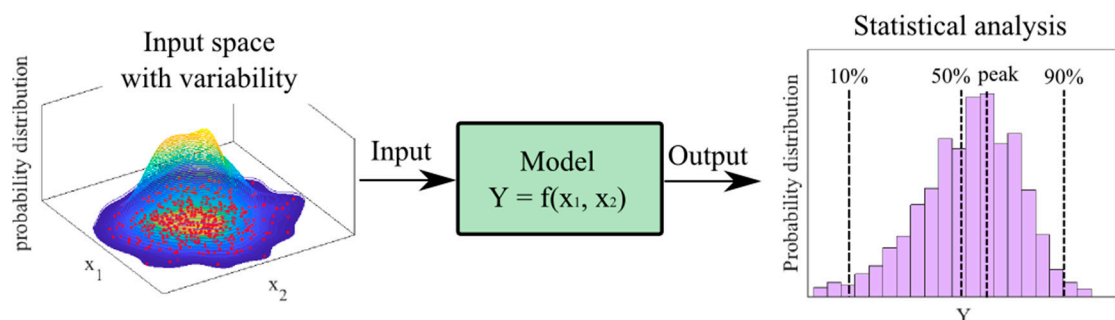 Input space
with variability
probability distribution
x₁
x₂
Input
Model
Y = f(x₁, x₂)
Output
Statistical analysis
10%
50%
peak
90%
Probability distribution
Y